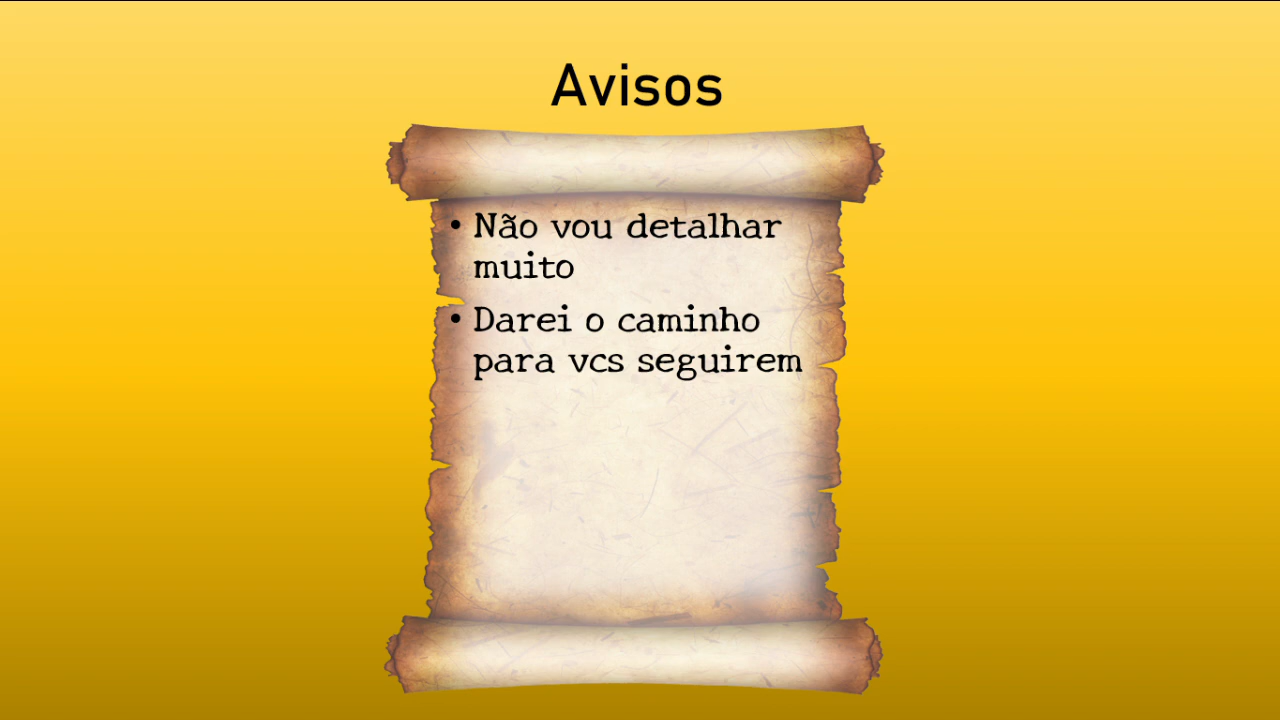 Avisos
• Não vou detalhar
muito
• Darei o caminho
para vcs seguirem